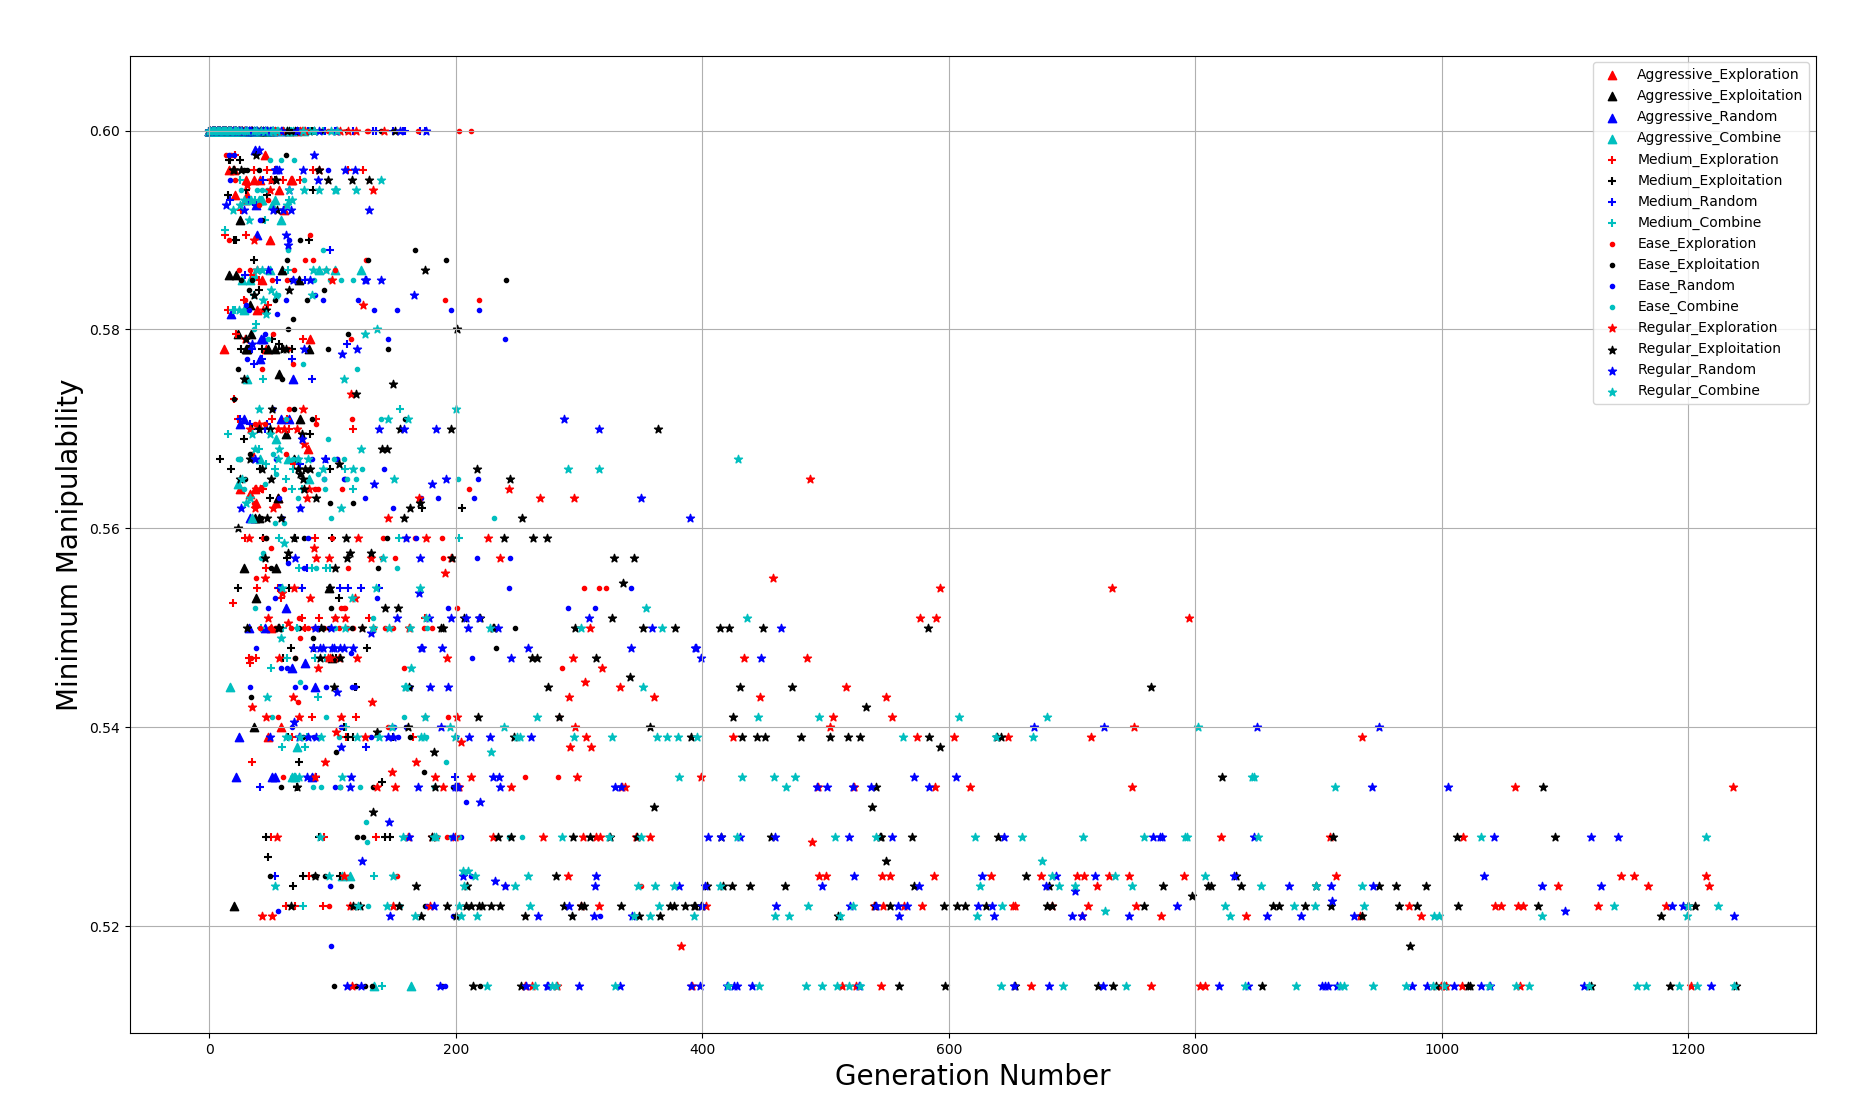 Aggressive_Exploration
Aggressive_Exploitation
Aggressive_Random
Aggressive_Combine
Medium_Exploration
Medium_Exploitation
Medium_Random
Medium_Combine
Ease_Exploration
Ease_Exploitation
Ease_Random
Ease_Combine
Regular_Exploration
Regular_Exploitation
Regular_Random
Regular_Combine
0.60
0.58
0.56
0.54
0.52
Minimum Manipulability
0 200 400 600 800 1000 1200
Generation Number